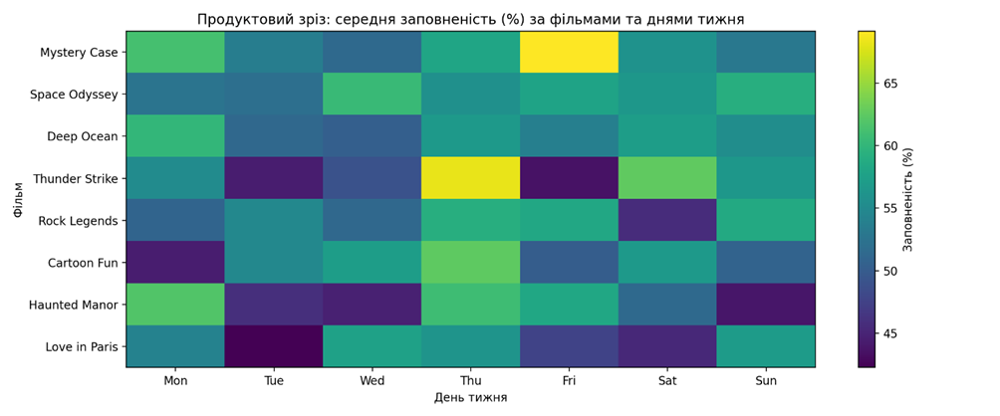 Продуктовий зріз: середня заповненість (%) за фільмами та днями тижня
Фільм
Mystery Case
Space Odyssey
Deep Ocean
Thunder Strike
Rock Legends
Cartoon Fun
Haunted Manor
Love in Paris
Mon Tue Wed Thu Fri Sat Sun
День тижня
65
60
55
50
45
Заповненість (%)